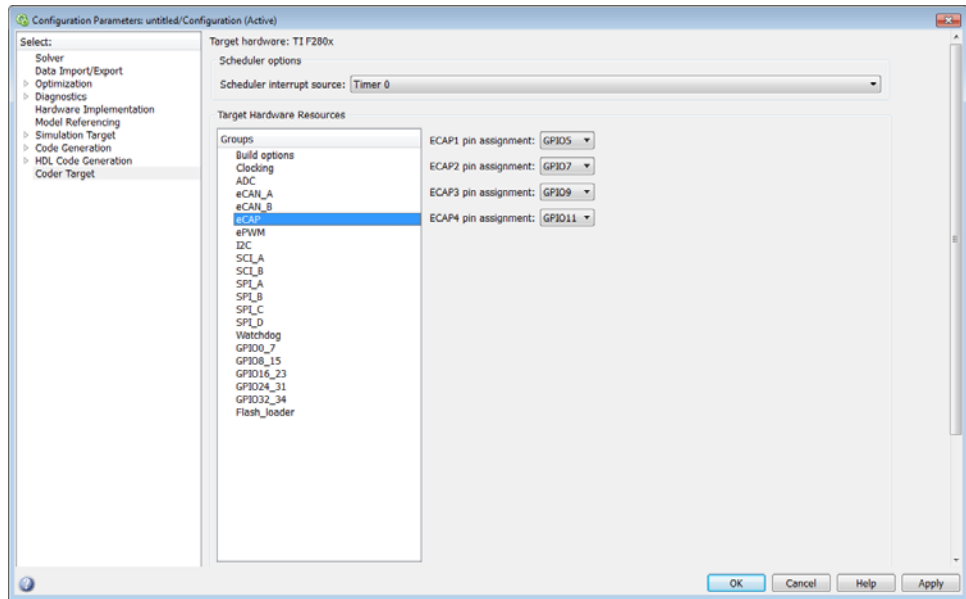 Configuration Parameters: untitled/Configuration (Active)
Select:
Solver
Data Import/Export
Optimization
Diagnostics
Hardware Implementation
Model Referencing
Simulation Target
Code Generation
HDL Code Generation
Coder Target
Target hardware: TI F280x
Scheduler options
Scheduler interrupt source: Timer 0
Target Hardware Resources
Groups
Build options
Clocking
ADC
eCAN_A
eCAN_B
eCAP
ePWM
I2C
SCI_A
SCI_B
SPI_A
SPI_B
SPI_C
SPI_D
Watchdog
GPIO0_7
GPIO8_15
GPIO16_23
GPIO24_31
GPIO32_34
Flash_loader
ECAP1 pin assignment: GPIO5
ECAP2 pin assignment: GPIO7
ECAP3 pin assignment: GPIO9
ECAP4 pin assignment: GPIO11
OK Cancel Help Apply